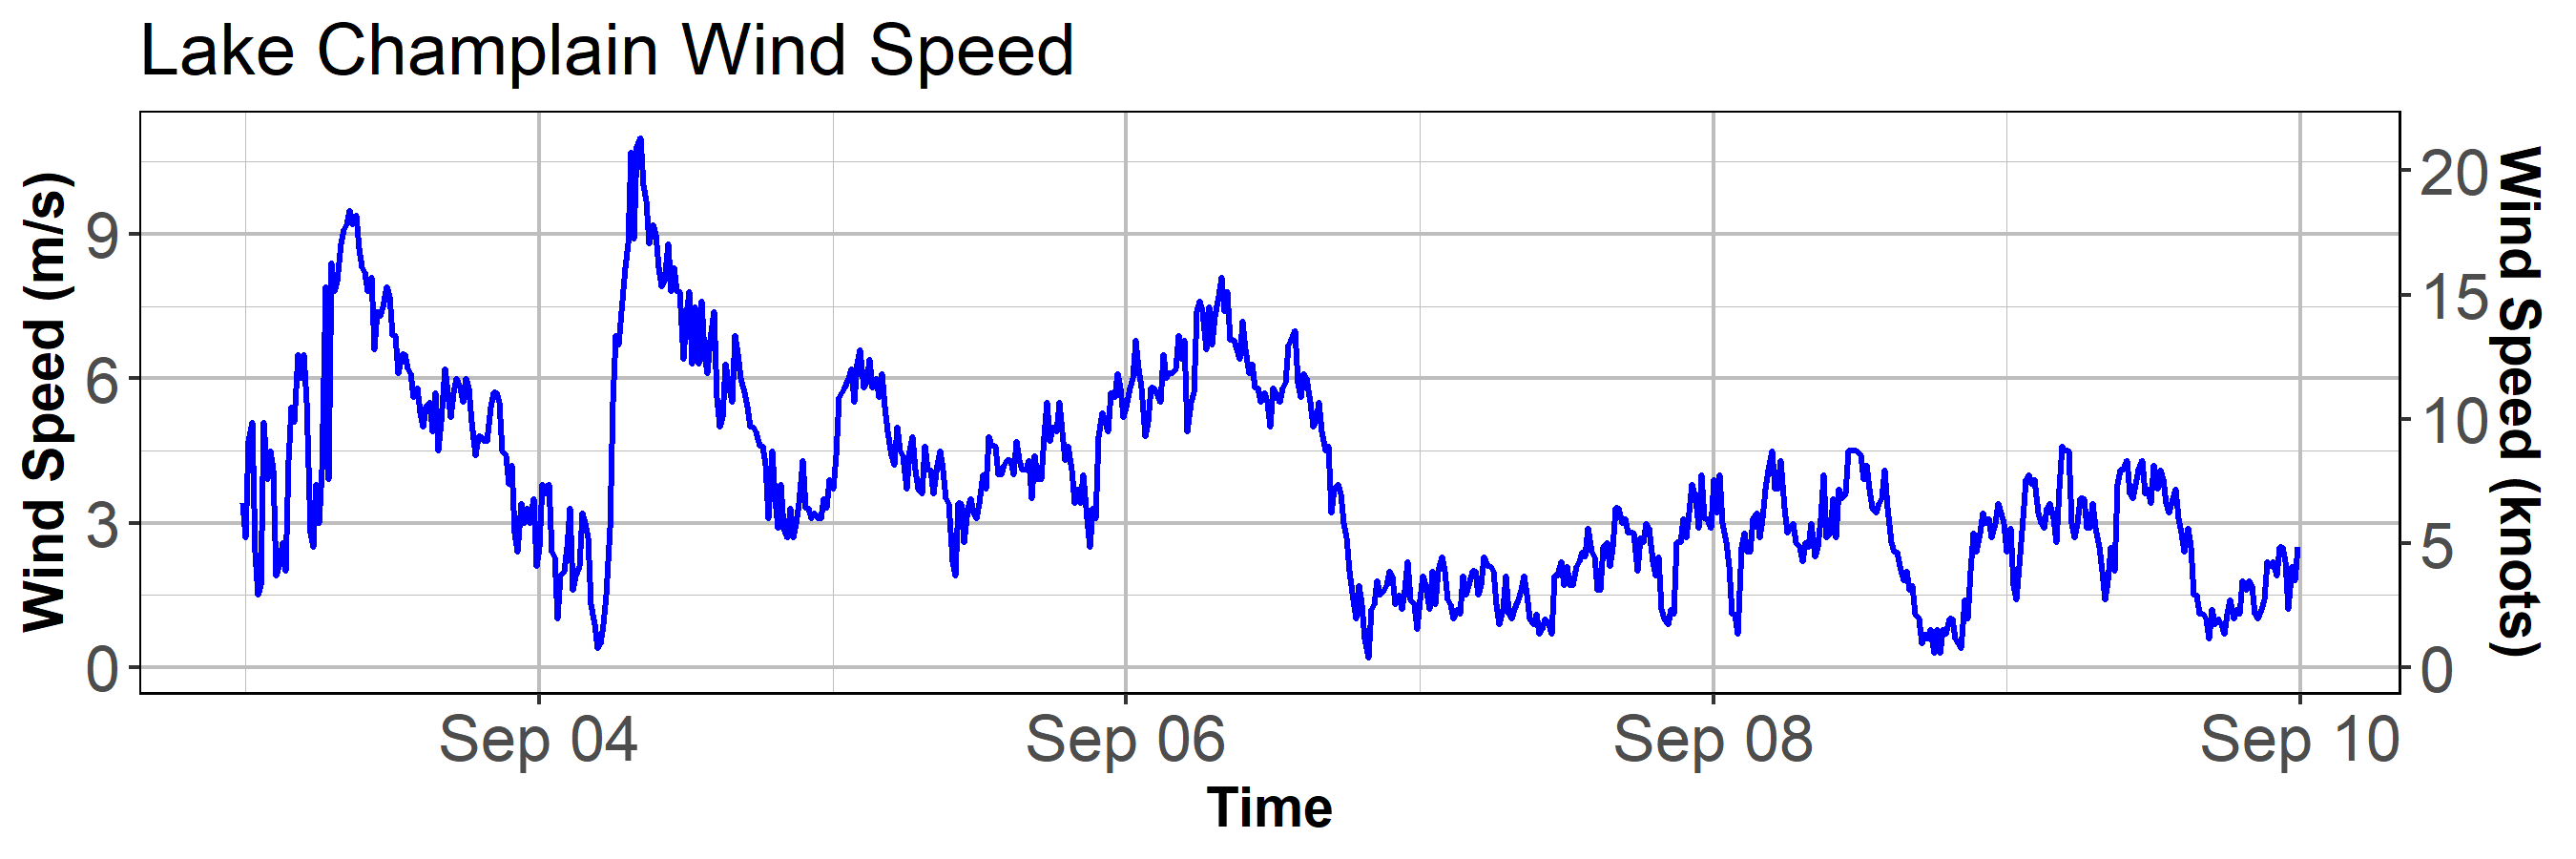 Lake Champlain Wind Speed
Wind Speed (m/s)
9
6
3
0
20
15
10
5
0
Wind Speed (knots)
Sep 04
Sep 06
Sep 08
Sep 10
Time